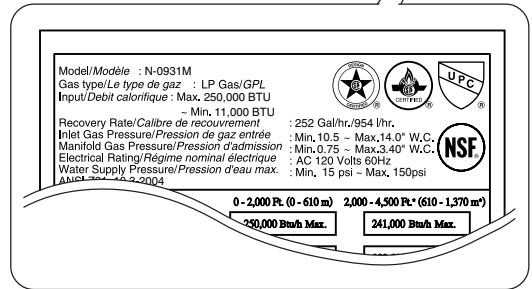 Model/Modèle : N-0931M
Gas type/Le type de gaz : LP Gas/GPL
Input/Debit calorifique : Max. 250,000 BTU
~ Min. 11,000 BTU
Recovery Rate/Calibre de recouvrement : 252 Gal/hr./954 l/hr.
Inlet Gas Pressure/Pression de gaz entrée : Min. 10.5 ~ Max.14.0" W.C.
Manifold Gas Pressure/Pression d'admission : Min. 0.75 ~ Max.3.40" W.C.
Electrical Rating/Régime nominal électrique : AC 120 Volts 60Hz
Water Supply Pressure/Pression d'eau max. : Min. 15 psi ~ Max. 150psi
DESIGN
CERTIFIED
CERTIFIED
UPC
NSF
0 - 2,000 Ft. (0 - 610 m) 2,000 - 4,500 Ft.* (610 - 1,370 m*)
250,000 Btu/h Max. 241,000 Btu/h Max.